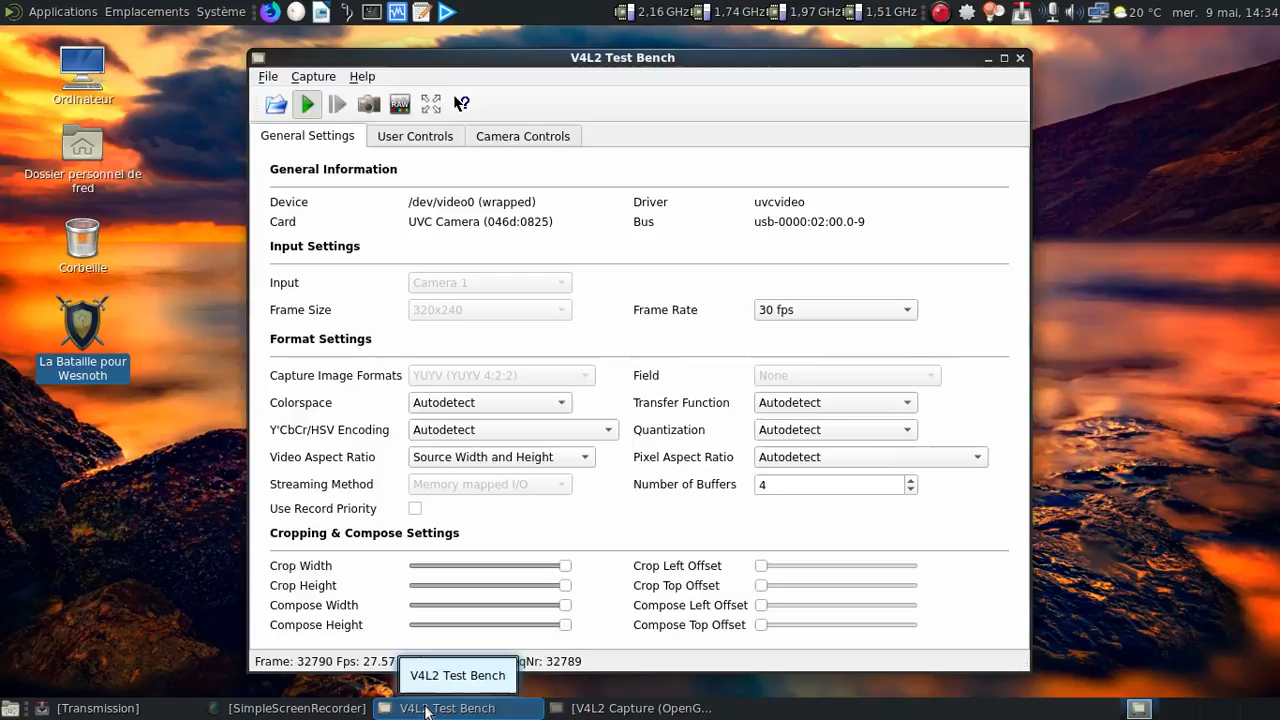 Applications Emplacements Système 2,16 GHz 1,74 GHz 1,97 GHz 1,51 GHz 20 °C mer. 9 mai, 14:34
Ordinateur
Dossier personnel de
fred
Corbeille
La Bataille pour
Wesnoth
V4L2 Test Bench
File Capture Help
RAW ?
General Settings User Controls Camera Controls
General Information
Device /dev/video0 (wrapped) Driver uvcvideo
Card UVC Camera (046d:0825) Bus usb-0000:02:00.0-9
Input Settings
Input Camera 1
Frame Size 320x240 Frame Rate 30 fps
Format Settings
Capture Image Formats YUYV (YUYV 4:2:2) Field None
Colorspace Autodetect Transfer Function Autodetect
Y'CbCr/HSV Encoding Autodetect Quantization Autodetect
Video Aspect Ratio Source Width and Height Pixel Aspect Ratio Autodetect
Streaming Method Memory mapped I/O Number of Buffers 4
Use Record Priority
Cropping & Compose Settings
Crop Width Crop Left Offset
Crop Height Crop Top Offset
Compose Width Compose Left Offset
Compose Height Compose Top Offset
Frame: 32790 Fps: 27.57 qNr: 32789
V4L2 Test Bench
[Transmission] [SimpleScreenRecorder] V4L2 Test Bench [V4L2 Capture (OpenG...